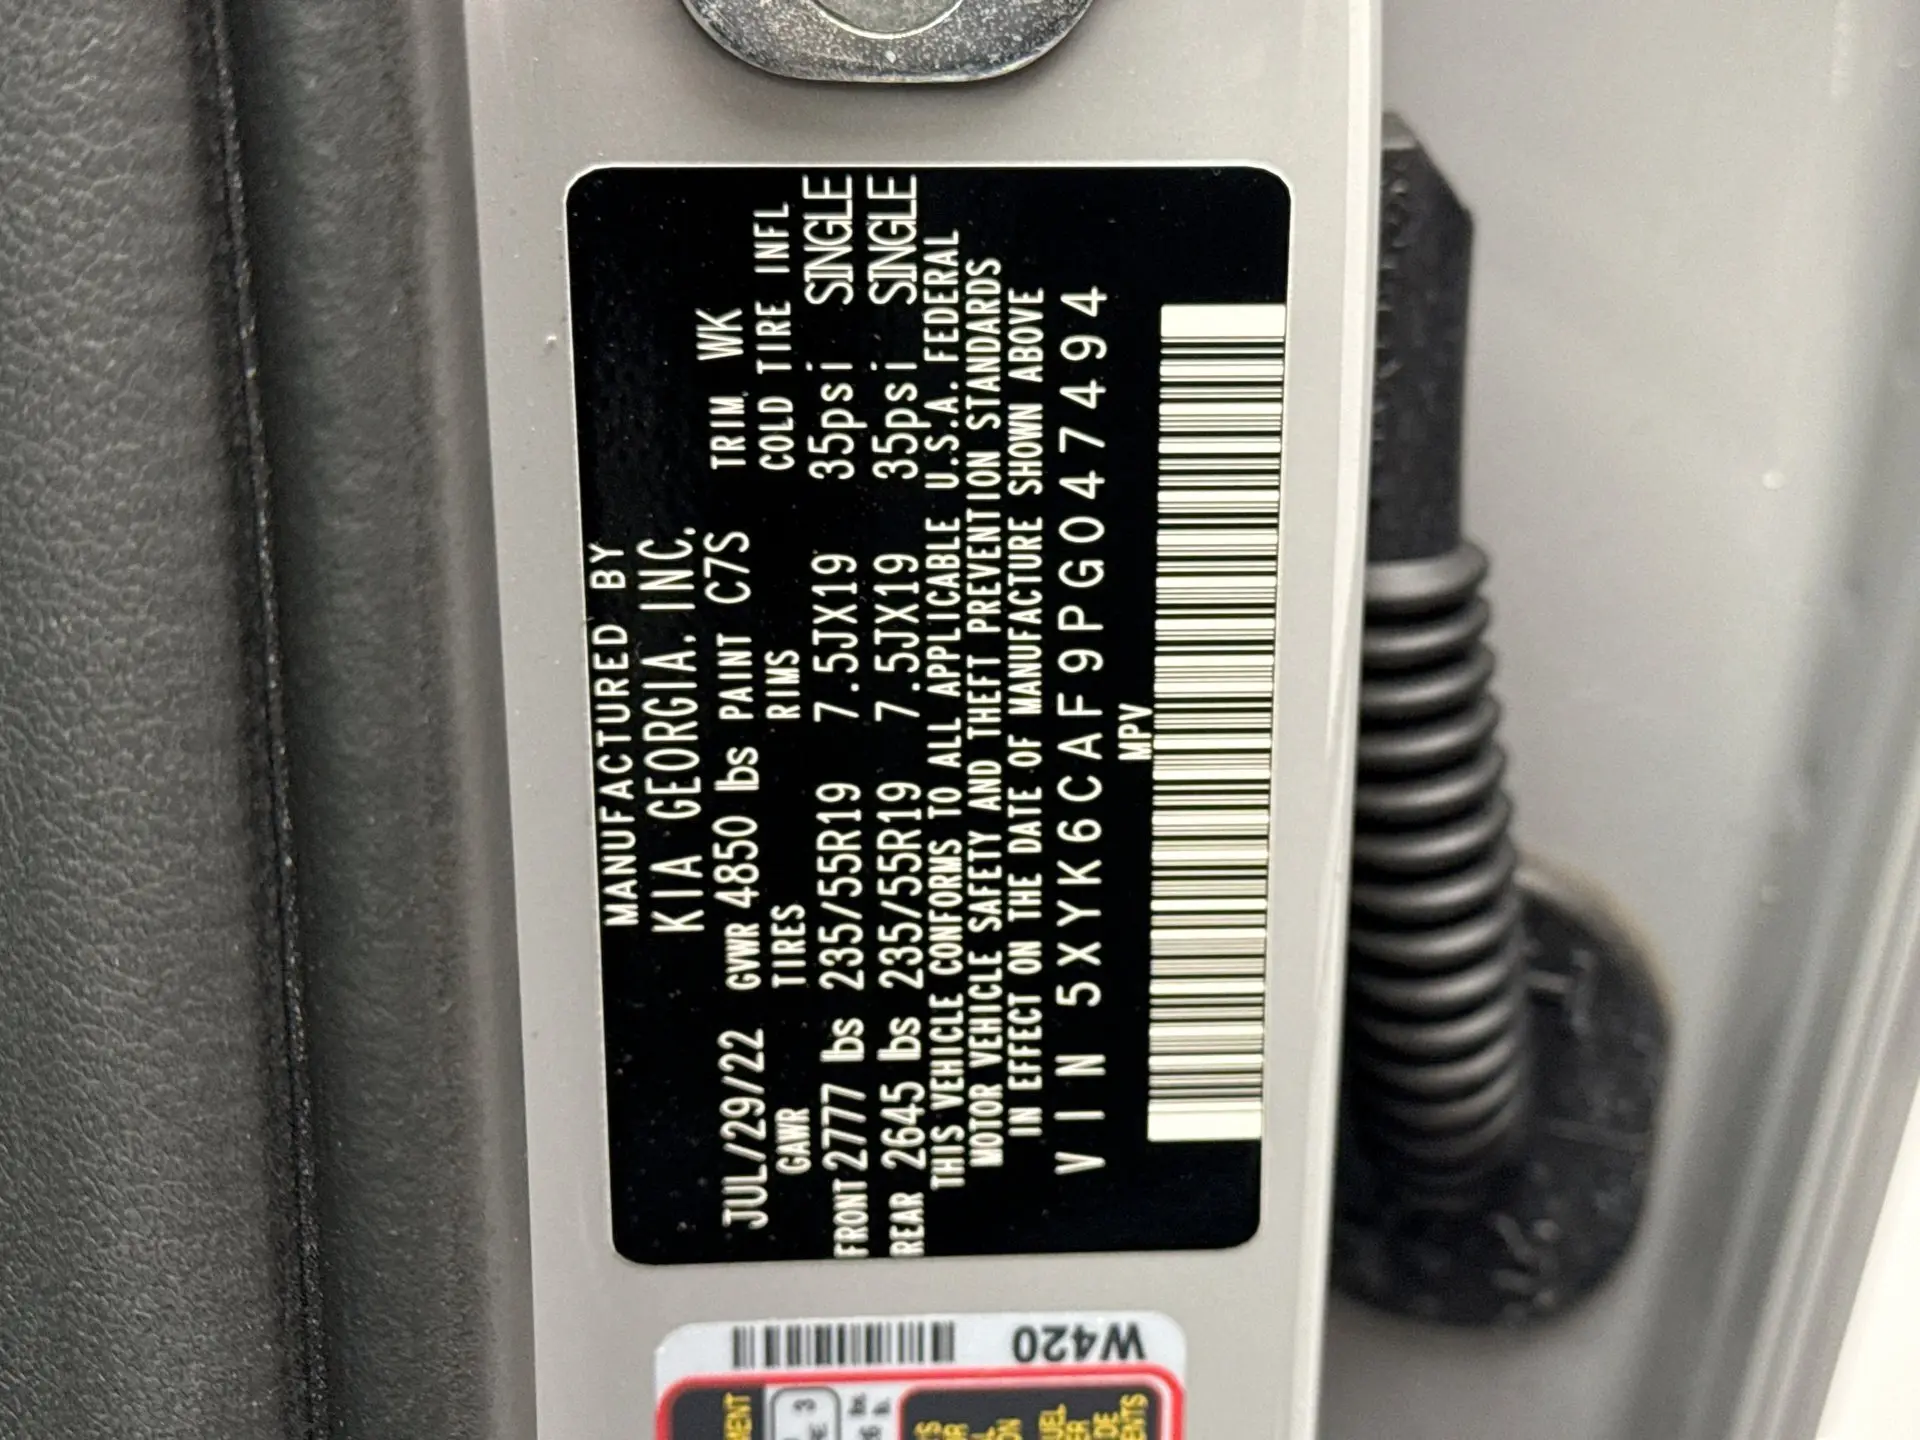 MANUFACTURED BY
KIA GEORGIA, INC.
JUL/29/22 GVWR 4850 lbs PAINT C7S TRIM WK
GAWR TIRES RIMS COLD TIRE INFL
FRONT 2777 lbs 235/55R19 7.5JX19 35psi SINGLE
REAR 2645 lbs 235/55R19 7.5JX19 35psi SINGLE
THIS VEHICLE CONFORMS TO ALL APPLICABLE U.S.A. FEDERAL
MOTOR VEHICLE SAFETY AND THEFT PREVENTION STANDARDS
IN EFFECT ON THE DATE OF MANUFACTURE SHOWN ABOVE
VIN 5XYK6CAF9PG047494
MPV
W420